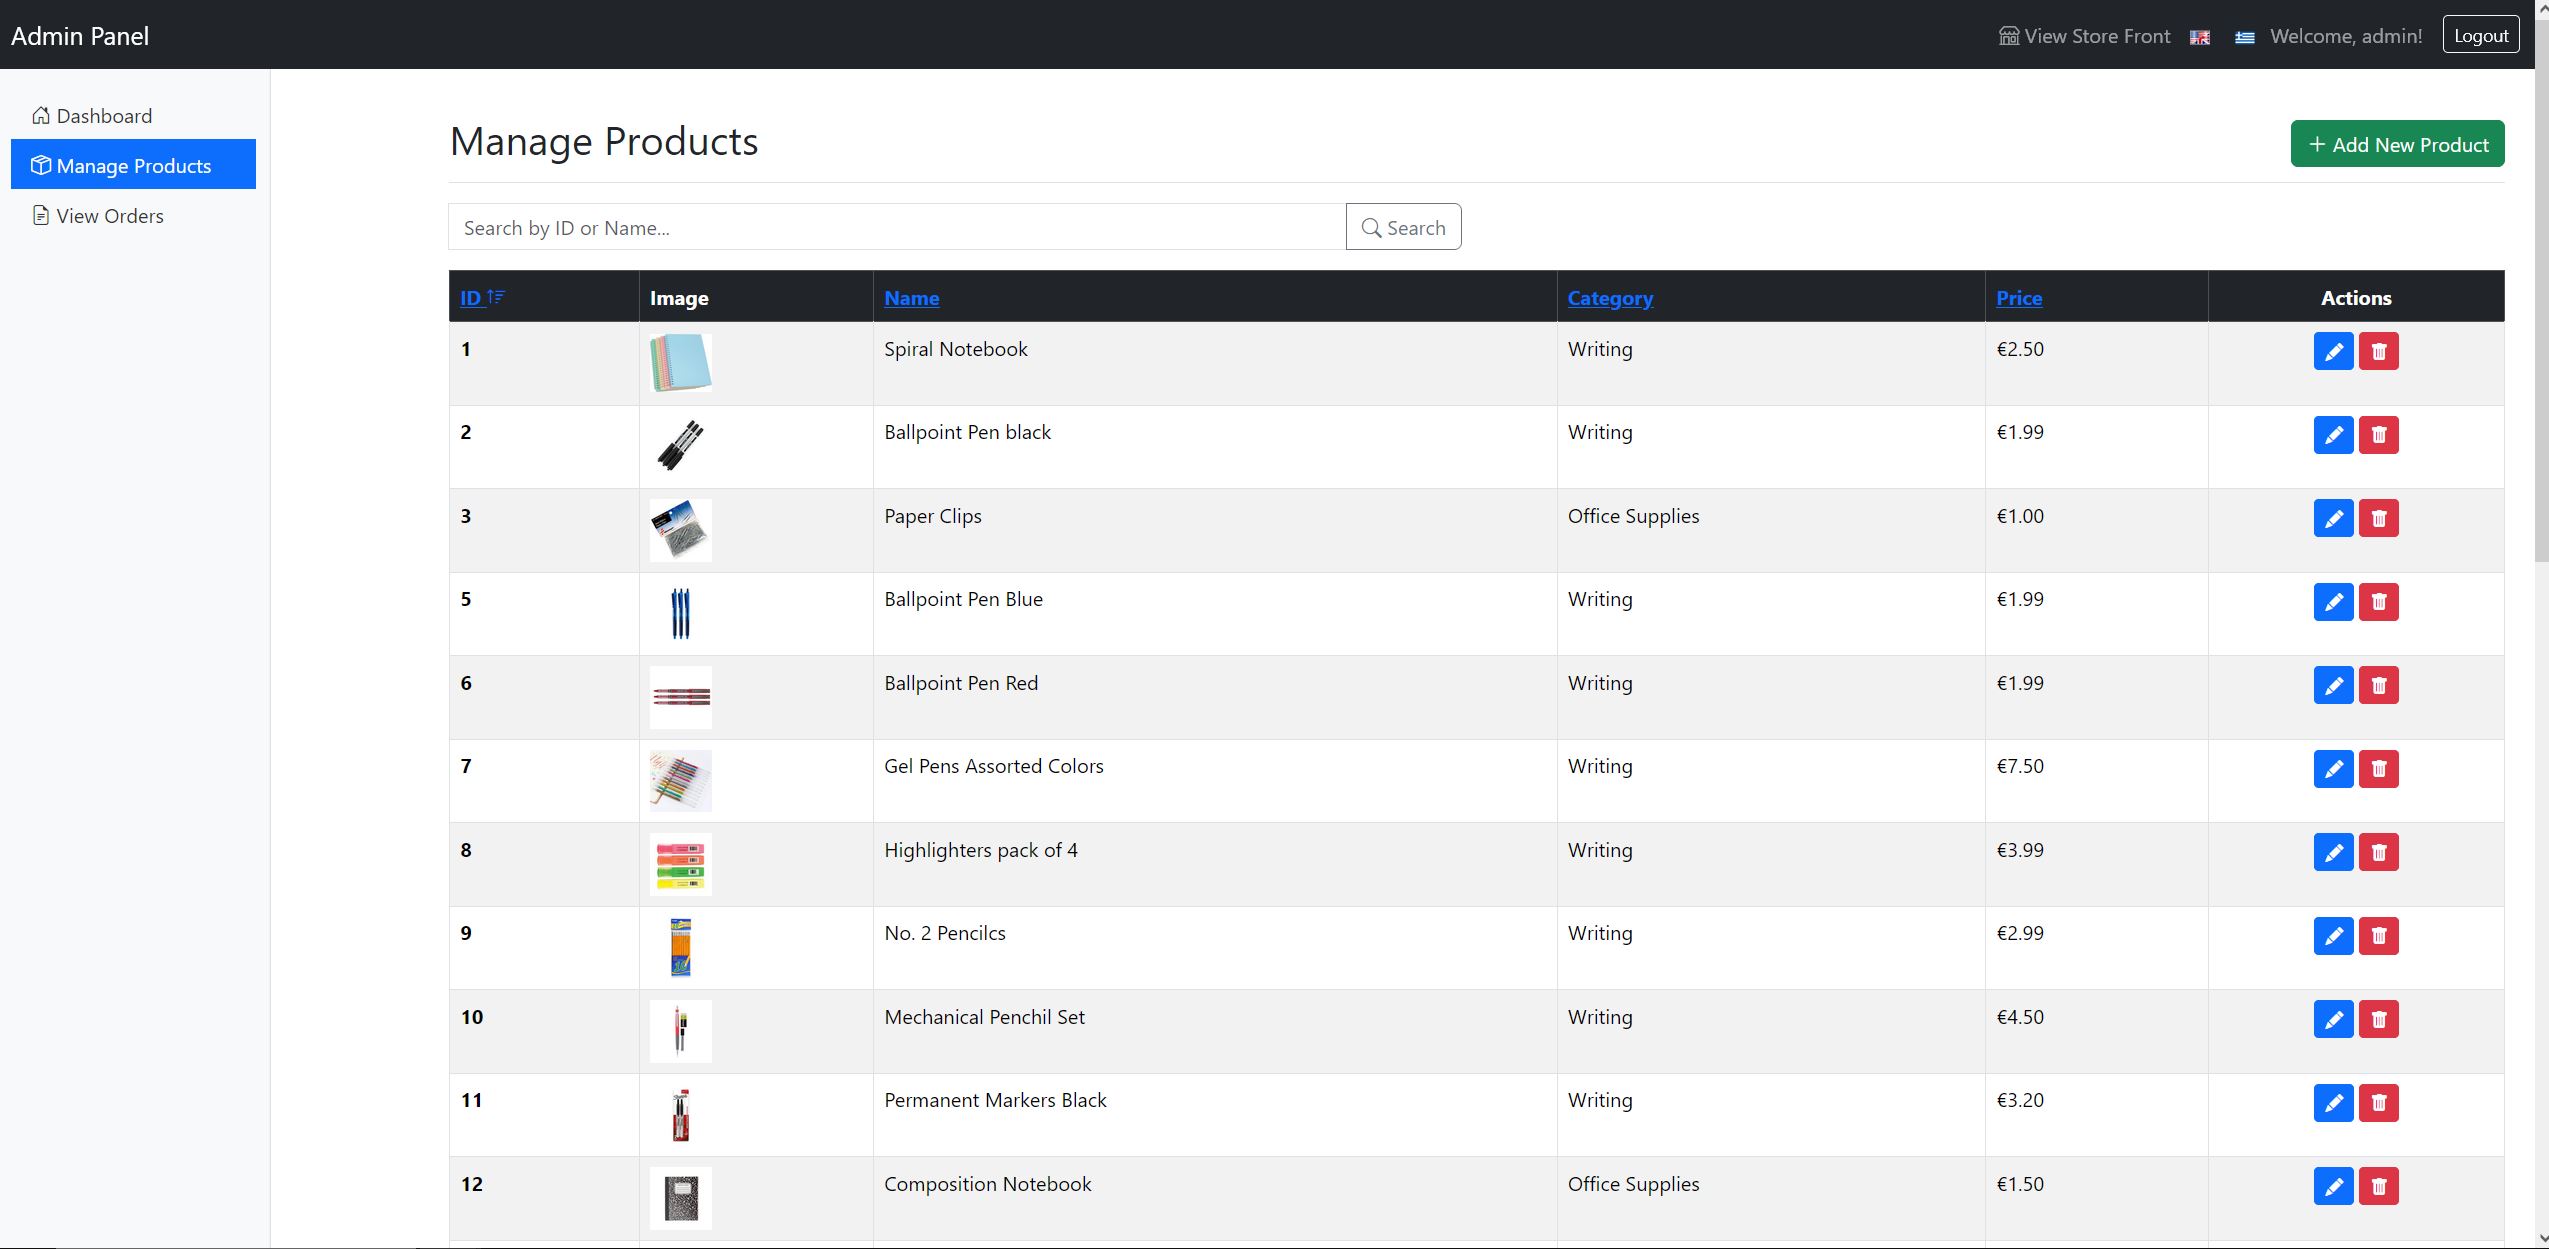 Admin Panel
View Store Front
Welcome, admin!
Logout
Dashboard
Manage Products
View Orders
Manage Products
+ Add New Product
Search by ID or Name...
Search
ID Image Name Category Price Actions
1 Spiral Notebook Writing €2.50
2 Ballpoint Pen black Writing €1.99
3 Paper Clips Office Supplies €1.00
5 Ballpoint Pen Blue Writing €1.99
6 Ballpoint Pen Red Writing €1.99
7 Gel Pens Assorted Colors Writing €7.50
8 Highlighters pack of 4 Writing €3.99
9 No. 2 Pencilcs Writing €2.99
10 Mechanical Penchil Set Writing €4.50
11 Permanent Markers Black Writing €3.20
12 Composition Notebook Office Supplies €1.50